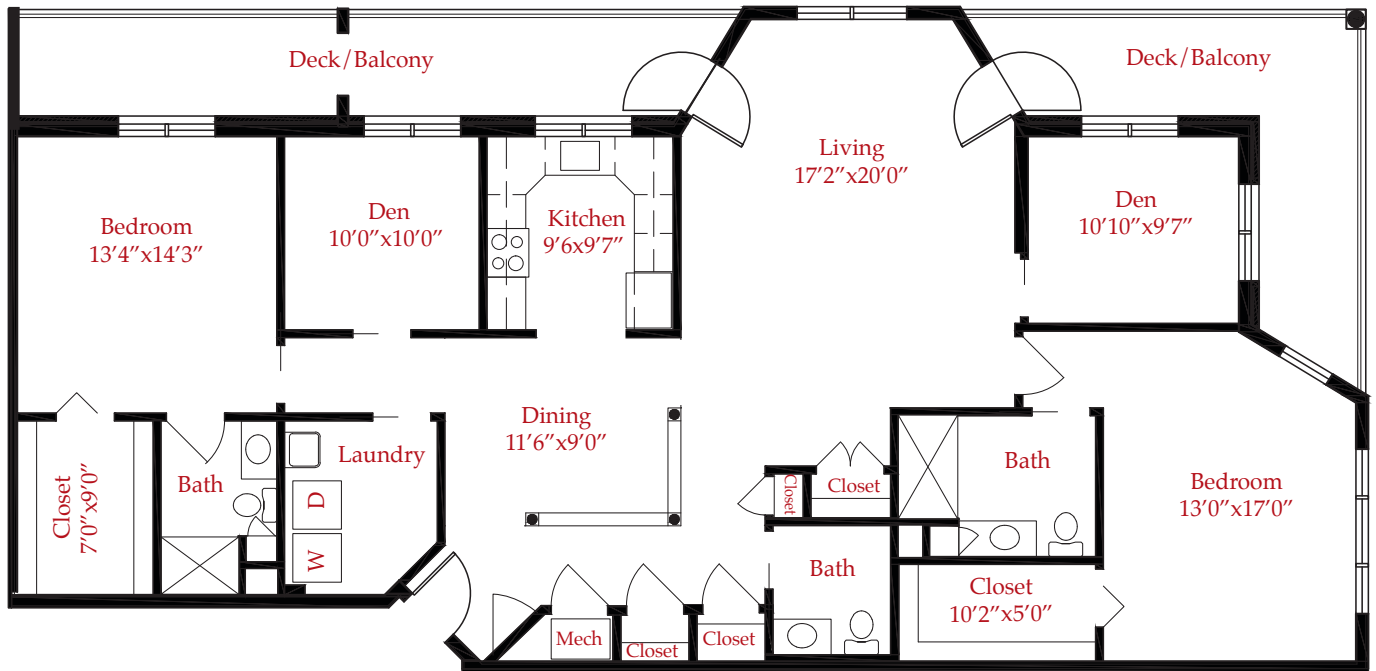 Deck/Balcony
Deck/Balcony
Living
17'2"x20'0"
Den
10'10"x9'7"
Bedroom
13'4"x14'3"
Den
10'0"x10'0"
Kitchen
9'6"x9'7"
Dining
11'6"x9'0"
Laundry
Bath
Closet
7'0"x9'0"
D
W
Closet
Closet
Bath
Bedroom
13'0"x17'0"
Bath
Closet
10'2"x5'0"
Mech
Closet
Closet